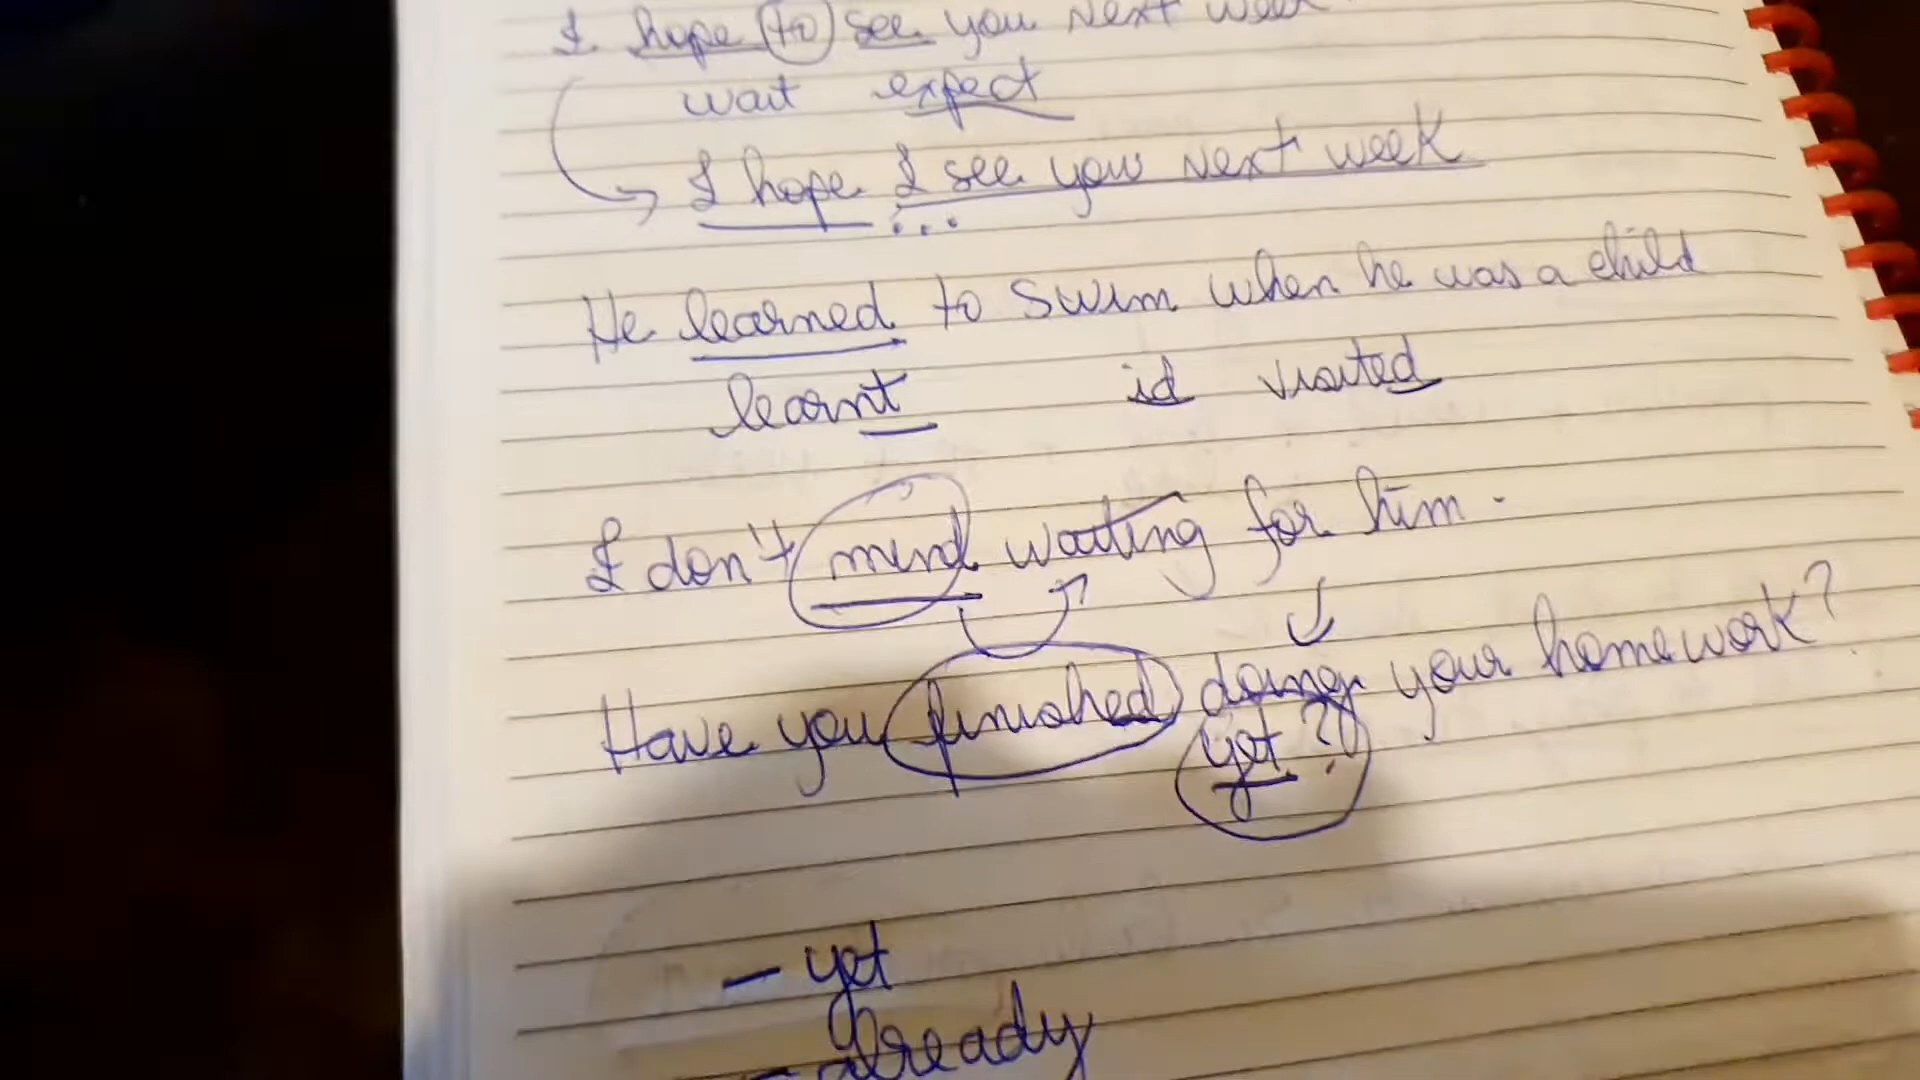 I hope to see you Next week
wait expect
I hope I see you Next week
...
He learned to swim when he was a child
learnt id visited
I don't mind waiting for him.
Have you finished doing your homework?
yet?
- yet
- already